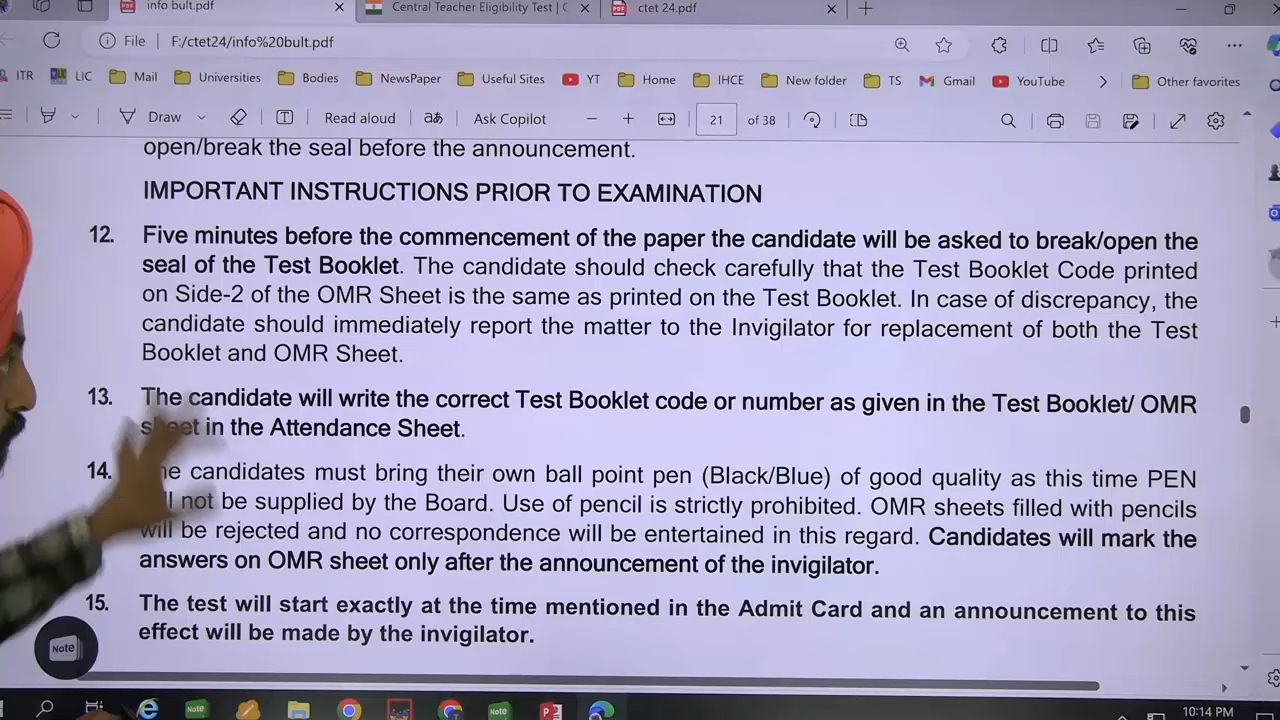 info bult.pdf
Central Teacher Eligibility Test | C
ctet 24.pdf
File | F:/ctet24/info%20bult.pdf
ITR LIC Mail Universities Bodies NewsPaper Useful Sites YT Home IHCE New folder TS Gmail YouTube Other favorites
Draw T Read aloud aあ Ask Copilot 21 of 38
open/break the seal before the announcement.
IMPORTANT INSTRUCTIONS PRIOR TO EXAMINATION
12. Five minutes before the commencement of the paper the candidate will be asked to break/open the
seal of the Test Booklet. The candidate should check carefully that the Test Booklet Code printed
on Side-2 of the OMR Sheet is the same as printed on the Test Booklet. In case of discrepancy, the
candidate should immediately report the matter to the Invigilator for replacement of both the Test
Booklet and OMR Sheet.
13. The candidate will write the correct Test Booklet code or number as given in the Test Booklet/ OMR
sheet in the Attendance Sheet.
14. The candidates must bring their own ball point pen (Black/Blue) of good quality as this time PEN
will not be supplied by the Board. Use of pencil is strictly prohibited. OMR sheets filled with pencils
will be rejected and no correspondence will be entertained in this regard. Candidates will mark the
answers on OMR sheet only after the announcement of the invigilator.
15. The test will start exactly at the time mentioned in the Admit Card and an announcement to this
effect will be made by the invigilator.
Note
Note Note
10:14 PM